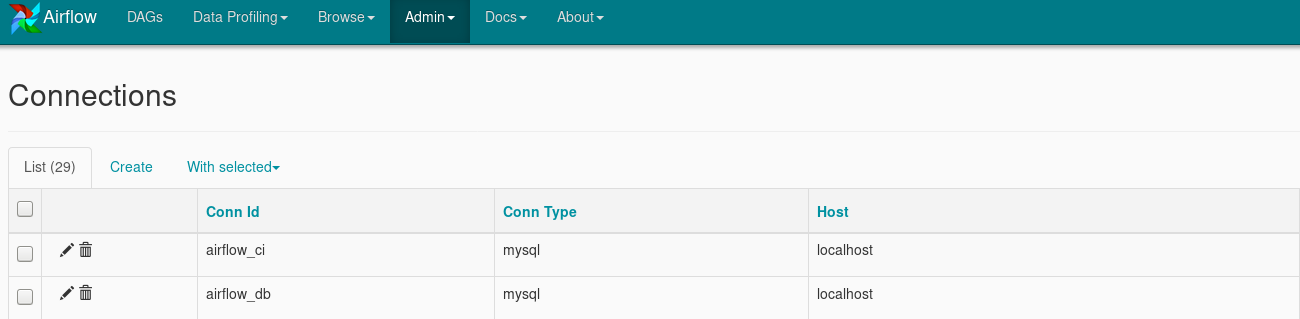 Airflow DAGs Data Profiling Browse Admin Docs About
Connections
List (29) Create With selected
Conn Id Conn Type Host
airflow_ci mysql localhost
airflow_db mysql localhost